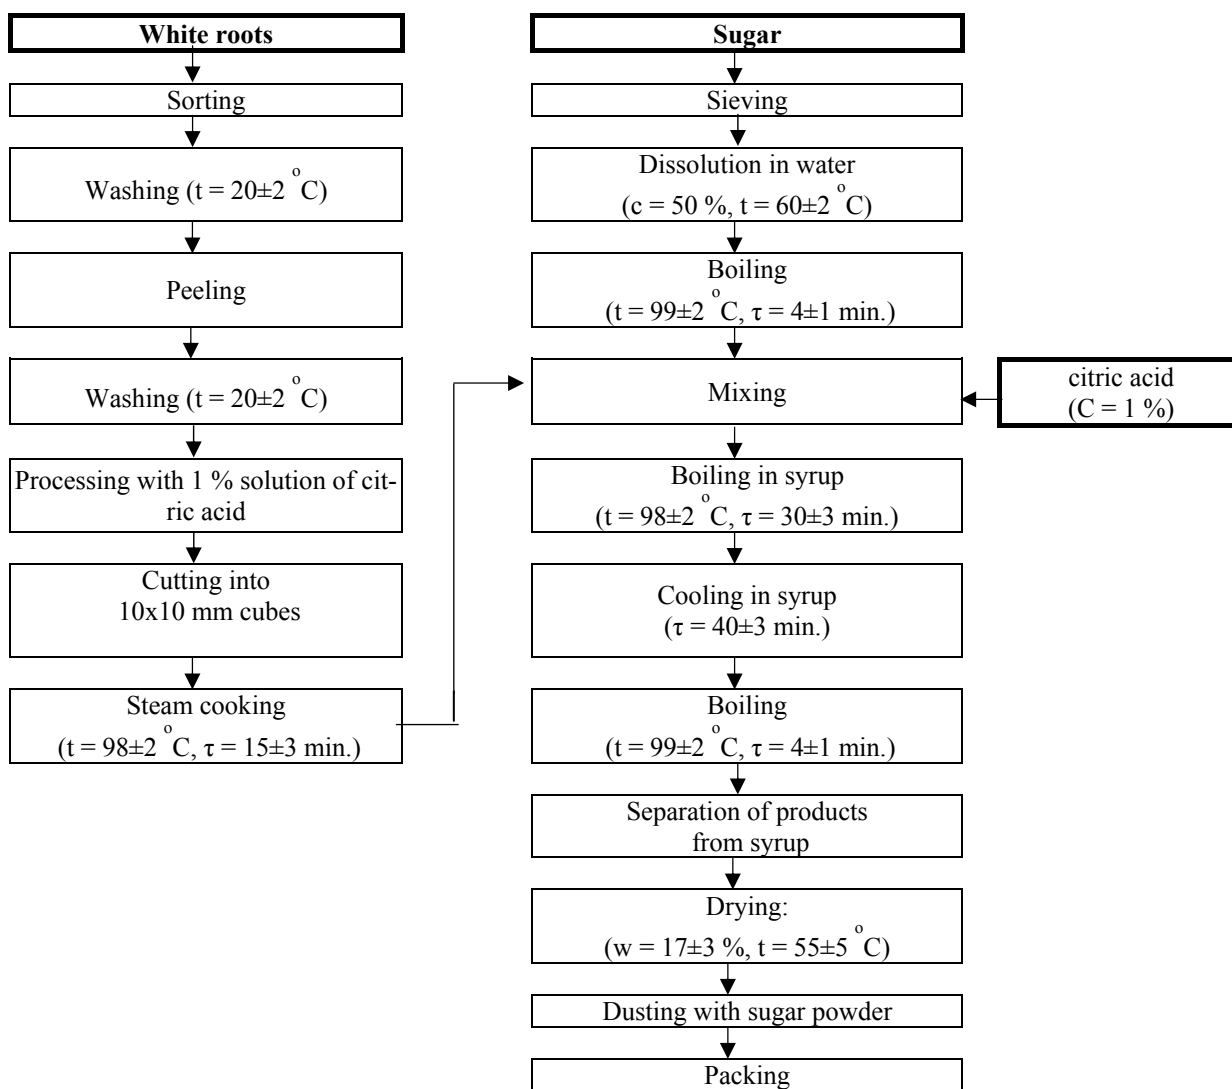 White roots
Sorting
Washing (t = 20±2 °C)
Peeling
Washing (t = 20±2 °C)
Processing with 1 % solution of cit-
ric acid
Cutting into
10x10 mm cubes
Steam cooking
(t = 98±2 °C, τ = 15±3 min.)
Sugar
Sieving
Dissolution in water
(c = 50 %, t = 60±2 °C)
Boiling
(t = 99±2 °C, τ = 4±1 min.)
Mixing
citric acid
(C = 1 %)
Boiling in syrup
(t = 98±2 °C, τ = 30±3 min.)
Cooling in syrup
(τ = 40±3 min.)
Boiling
(t = 99±2 °C, τ = 4±1 min.)
Separation of products
from syrup
Drying:
(w = 17±3 %, t = 55±5 °C)
Dusting with sugar powder
Packing